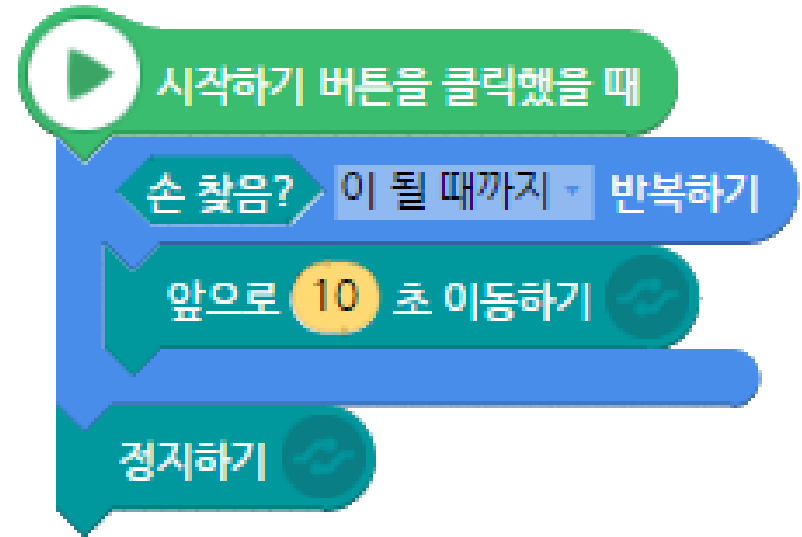 시작하기 버튼을 클릭했을 때
손 찾음? 이 될 때까지 반복하기
앞으로 10 초 이동하기
정지하기